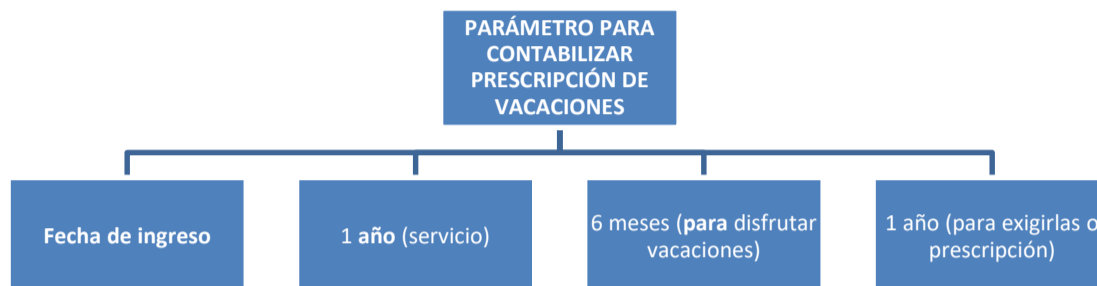 PARÁMETRO PARA
CONTABILIZAR
PRESCRIPCIÓN DE
VACACIONES
Fecha de ingreso
1 año (servicio)
6 meses (para disfrutar
vacaciones)
1 año (para exigirlas o
prescripción)